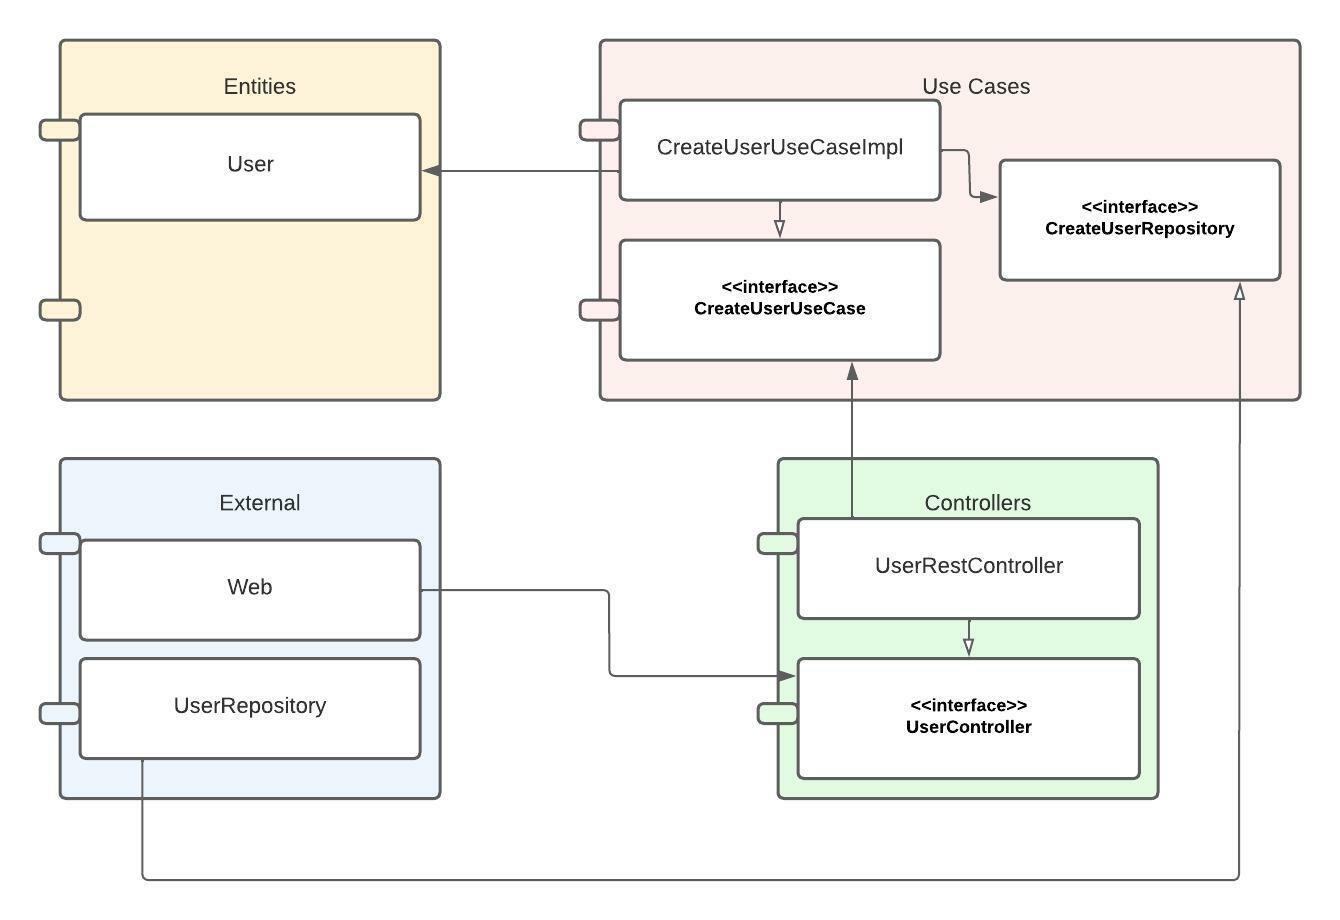 Entities
User
Use Cases
CreateUserUseCaseImpl
<<interface>>
CreateUserRepository
<<interface>>
CreateUserUseCase
External
Web
UserRepository
Controllers
UserRestController
<<interface>>
UserController